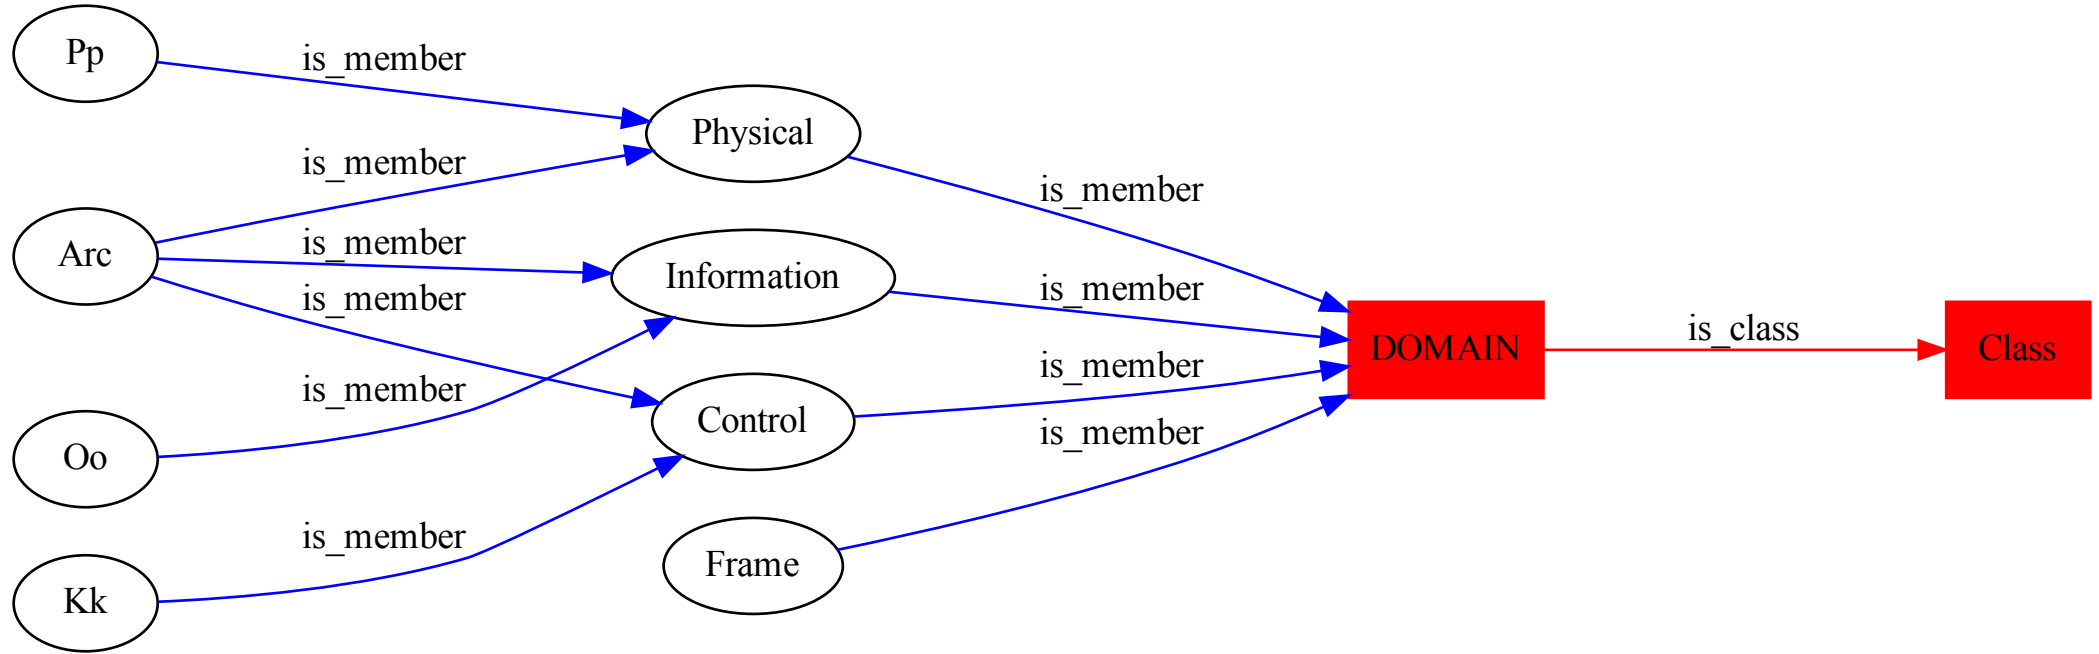 Pp
is_member
Physical
is_member
is_member
Arc
is_member
Information
is_member
is_member
is_member
DOMAIN
is_class
Class
is_member
Control
is_member
Oo
is_member
Frame
Kk